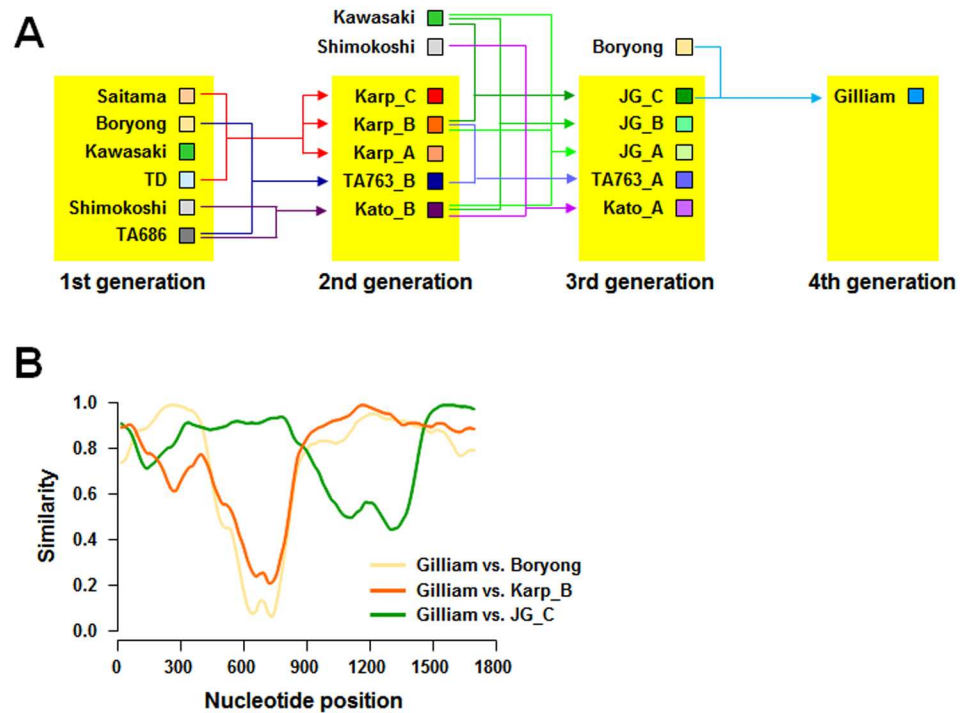 A
Kawasaki
Shimokoshi
Boryong
Saitama
Boryong
Kawasaki
TD
Shimokoshi
TA686
1st generation
Karp_C
Karp_B
Karp_A
TA763_B
Kato_B
2nd generation
JG_C
JG_B
JG_A
TA763_A
Kato_A
3rd generation
Gilliam
4th generation
B
Similarity
1.0
0.8
0.6
0.4
0.2
0.0
Gilliam vs. Boryong
Gilliam vs. Karp_B
Gilliam vs. JG_C
0 300 600 900 1200 1500 1800
Nucleotide position